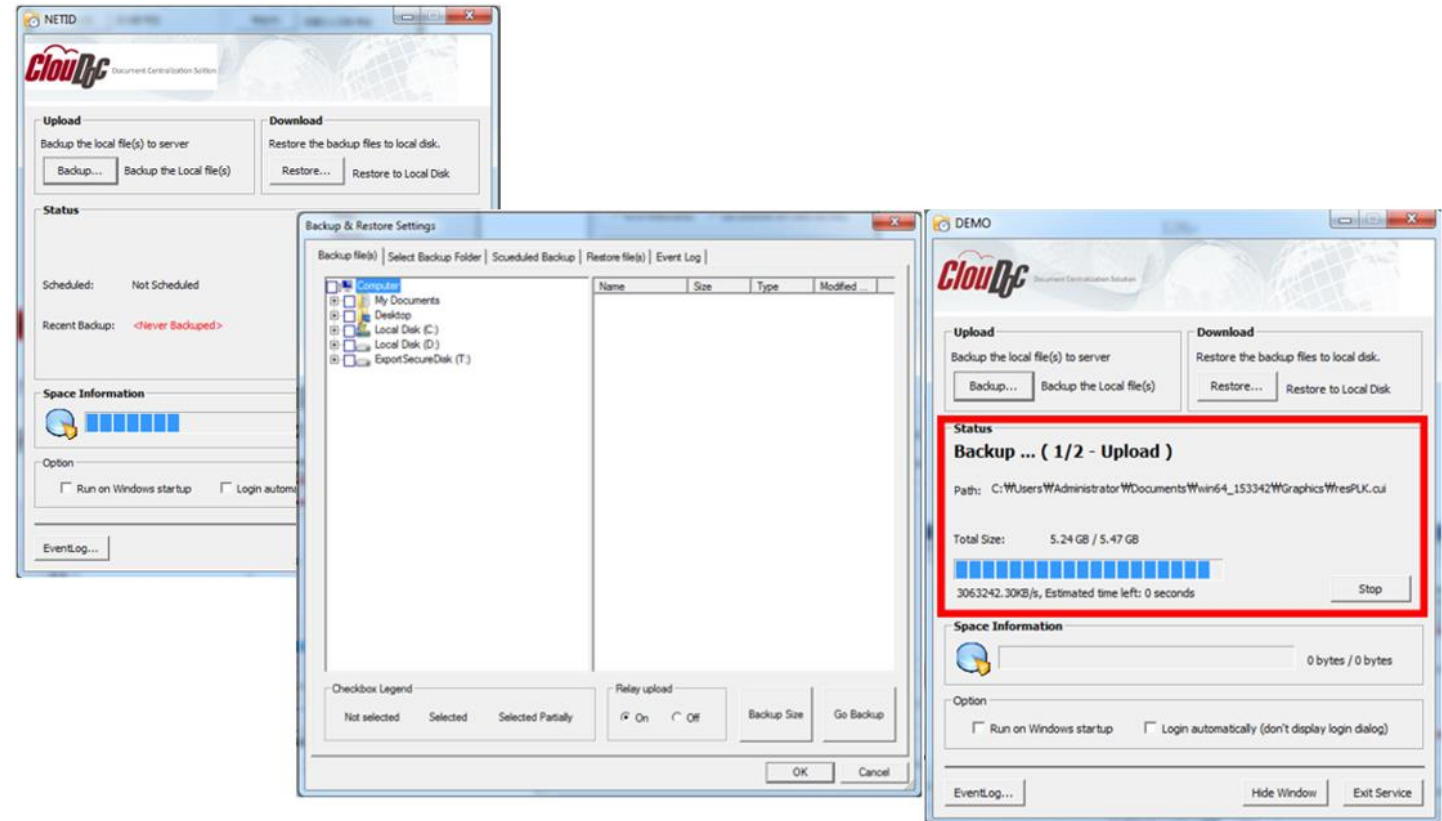 NETID
ClouDoc Document Centralization Soltion
Upload
Backup the local file(s) to server
Backup... Backup the Local file(s)
Download
Restore the backup files to local disk.
Restore... Restore to Local Disk
Status
Scheduled: Not Scheduled
Recent Backup: <Never Backuped>
Space Information
Option
Run on Windows startup Login autom
EventLog...
Backup & Restore Settings
Backup file(s) Select Backup Folder Scueduled Backup Restore file(s) Event Log
Computer
My Documents
Desktop
Local Disk (C:)
Local Disk (D:)
ExportSecureDisk (T:)
Name Size Type Modified ...
Checkbox Legend
Not selected Selected Selected Partially
Relay upload
On Off
Backup Size
Go Backup
OK Cancel
DEMO
ClouDoc Document Centralization Solution
Upload
Backup the local file(s) to server
Backup... Backup the Local file(s)
Download
Restore the backup files to local disk.
Restore... Restore to Local Disk
Status
Backup ... ( 1/2 - Upload )
Path: C:₩Users₩Administrator₩Documents₩win64_153342₩Graphics₩resPLK.cui
Total Size: 5.24 GB / 5.47 GB
3063242.30KB/s, Estimated time left: 0 seconds
Stop
Space Information
0 bytes / 0 bytes
Option
Run on Windows startup Login automatically (don't display login dialog)
EventLog... Hide Window Exit Service